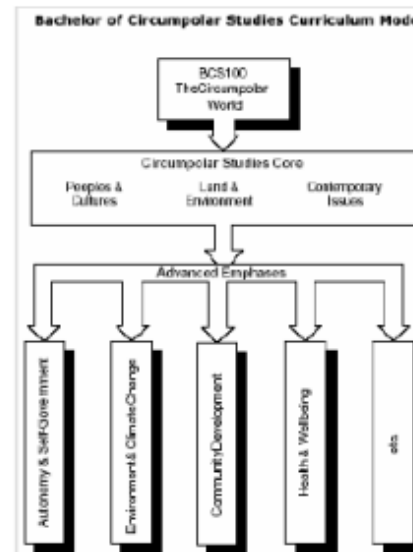 Bachelor of Circumpolar Studies Curriculum Mode
BCS100
TheCircumpolar
World
Circumpolar Studies Core
Peoples &
Cultures
Land &
Environment
Contemporary
Issues
Advanced Emphases
Autonomy & Self-Government
Environment & ClimateChange
CommunityDevelopment
Health & Wellbeing
etc